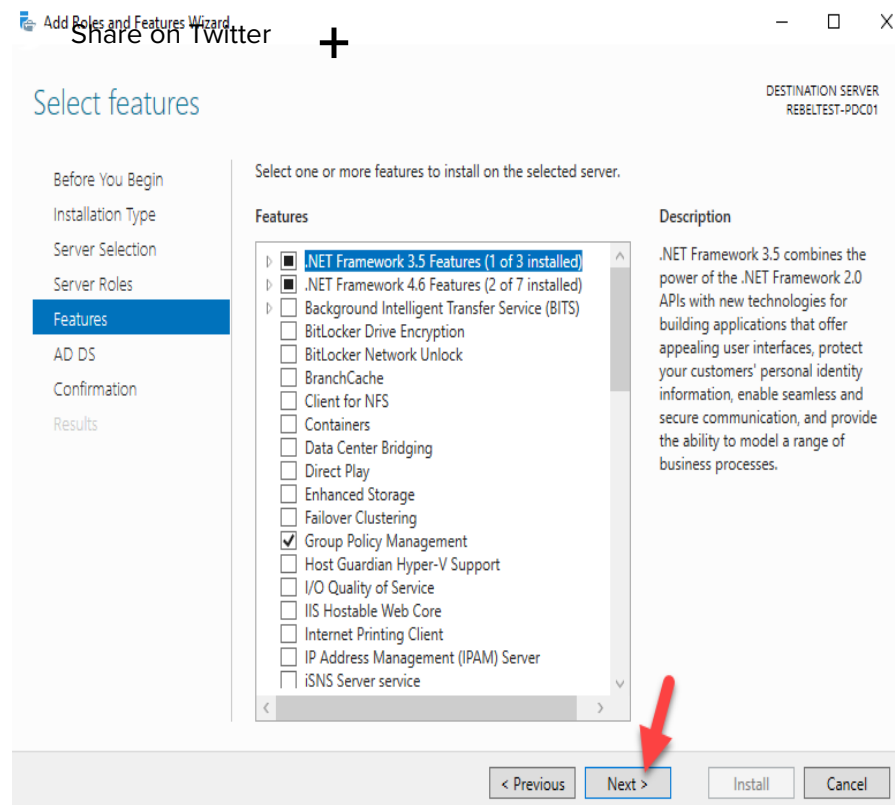 Add Roles and Features Wizard
Share on Twitter +
Select features
DESTINATION SERVER
REBELTEST-PDC01
Before You Begin
Installation Type
Server Selection
Server Roles
Features
AD DS
Confirmation
Results
Select one or more features to install on the selected server.
Features
.NET Framework 3.5 Features (1 of 3 installed)
.NET Framework 4.6 Features (2 of 7 installed)
Background Intelligent Transfer Service (BITS)
BitLocker Drive Encryption
BitLocker Network Unlock
BranchCache
Client for NFS
Containers
Data Center Bridging
Direct Play
Enhanced Storage
Failover Clustering
Group Policy Management
Host Guardian Hyper-V Support
I/O Quality of Service
IIS Hostable Web Core
Internet Printing Client
IP Address Management (IPAM) Server
iSNS Server service
Description
.NET Framework 3.5 combines the
power of the .NET Framework 2.0
APIs with new technologies for
building applications that offer
appealing user interfaces, protect
your customers' personal identity
information, enable seamless and
secure communication, and provide
the ability to model a range of
business processes.
< Previous
Next >
Install
Cancel